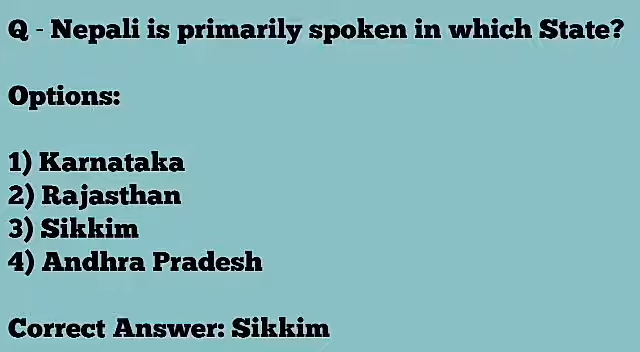 Q - Nepali is primarily spoken in which State?
Options:
1) Karnataka
2) Rajasthan
3) Sikkim
4) Andhra Pradesh
Correct Answer: Sikkim